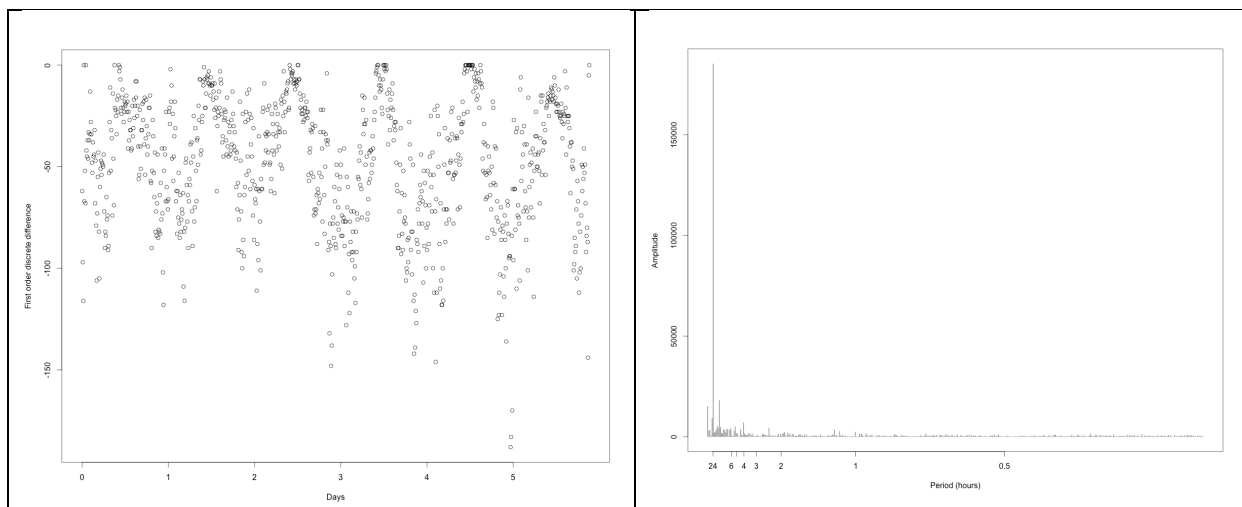 0
-50
-100
-150
First order discrete difference
0 1 2 3 4 5
Days
150000
100000
50000
0
Amplitude
24 6 4 3 2 1 0.5
Period (hours)